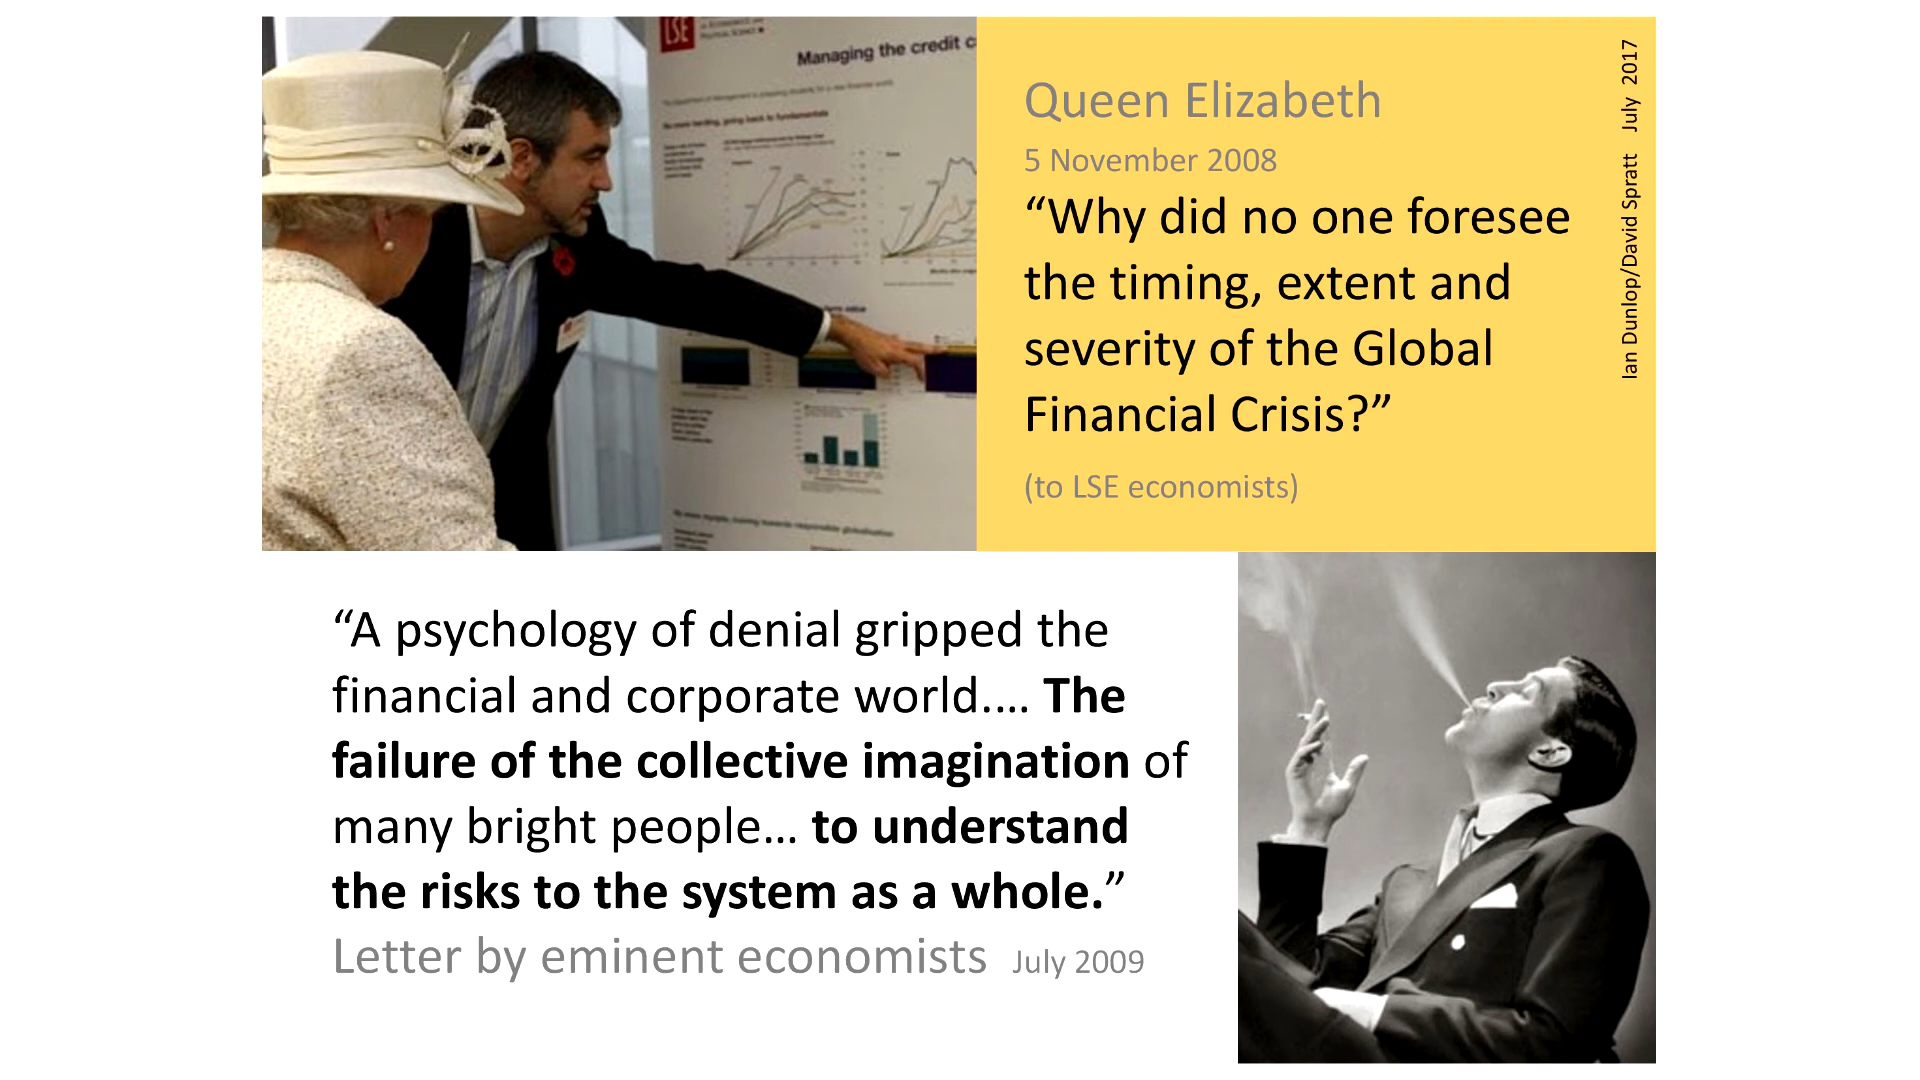 LSE
Managing the credit c
Queen Elizabeth
5 November 2008
“Why did no one foresee
the timing, extent and
severity of the Global
Financial Crisis?”
(to LSE economists)
Ian Dunlop/David Spratt July 2017
“A psychology of denial gripped the
financial and corporate world.... The
failure of the collective imagination of
many bright people… to understand
the risks to the system as a whole.”
Letter by eminent economists July 2009